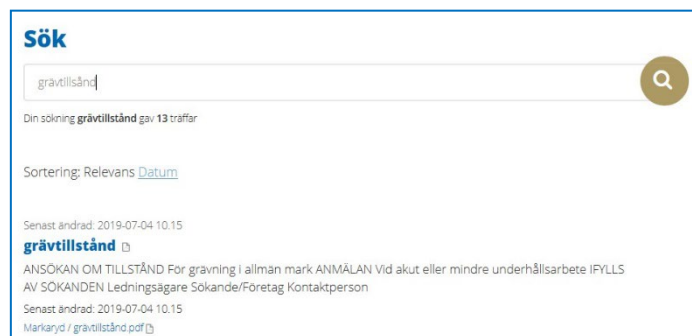 Sök
grävtillsånd
Din sökning grävtillstånd gav 13 träffar
Sortering: Relevans Datum
Senast ändrad: 2019-07-04 10.15
grävtillstånd
ANSÖKAN OM TILLSTÅND För grävning i allmän mark ANMÄLAN Vid akut eller mindre underhållsarbete IFYLLS
AV SÖKANDEN Ledningsägare Sökande/Företag Kontaktperson
Senast ändrad: 2019-07-04 10.15
Markaryd / grävtillstånd.pdf